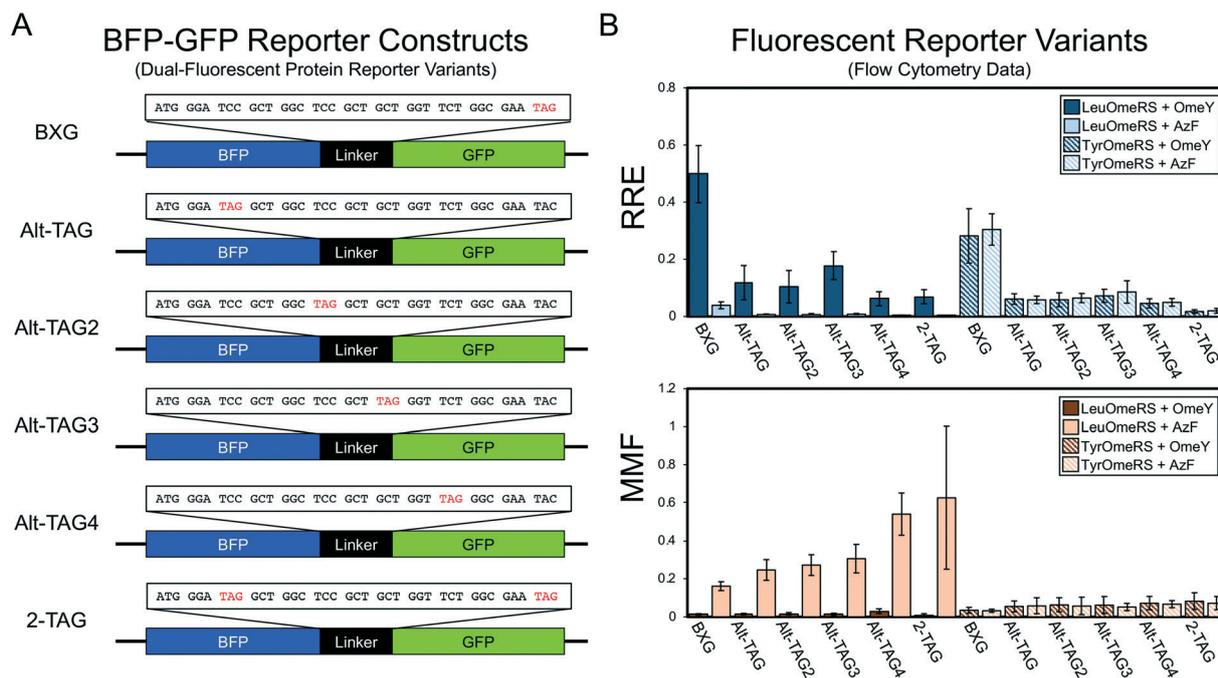 A
BFP-GFP Reporter Constructs
(Dual-Fluorescent Protein Reporter Variants)
BXG
ATG GGA TCC GCT GGC TCC GCT GCT GGT TCT GGC GAA TAG
BFP Linker GFP
Alt-TAG
ATG GGA TAG GCT GGC TCC GCT GCT GGT TCT GGC GAA TAC
BFP Linker GFP
Alt-TAG2
ATG GGA TCC GCT GGC TAG GCT GCT GGT TCT GGC GAA TAC
BFP Linker GFP
Alt-TAG3
ATG GGA TCC GCT GGC TCC GCT TAG GGT TCT GGC GAA TAC
BFP Linker GFP
Alt-TAG4
ATG GGA TCC GCT GGC TCC GCT GCT GGT TAG GGC GAA TAC
BFP Linker GFP
2-TAG
ATG GGA TAG GCT GGC TCC GCT GCT GGT TCT GGC GAA TAG
BFP Linker GFP
B
Fluorescent Reporter Variants
(Flow Cytometry Data)
RRE
0.8
0.6
0.4
0.2
0
LeuOmeRS + OmeY
LeuOmeRS + AzF
TyrOmeRS + OmeY
TyrOmeRS + AzF
BXG Alt-TAG Alt-TAG2 Alt-TAG3 Alt-TAG4 2-TAG BXG Alt-TAG Alt-TAG2 Alt-TAG3 Alt-TAG4 2-TAG
MMF
1.2
1
0.8
0.6
0.4
0.2
0
LeuOmeRS + OmeY
LeuOmeRS + AzF
TyrOmeRS + OmeY
TyrOmeRS + AzF
BXG Alt-TAG Alt-TAG2 Alt-TAG3 Alt-TAG4 2-TAG BXG Alt-TAG Alt-TAG2 Alt-TAG3 Alt-TAG4 2-TAG